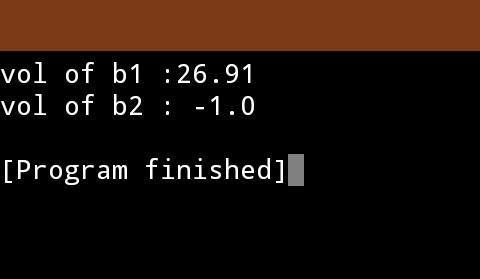 vol of b1 :26.91
vol of b2 : -1.0
[Program finished]